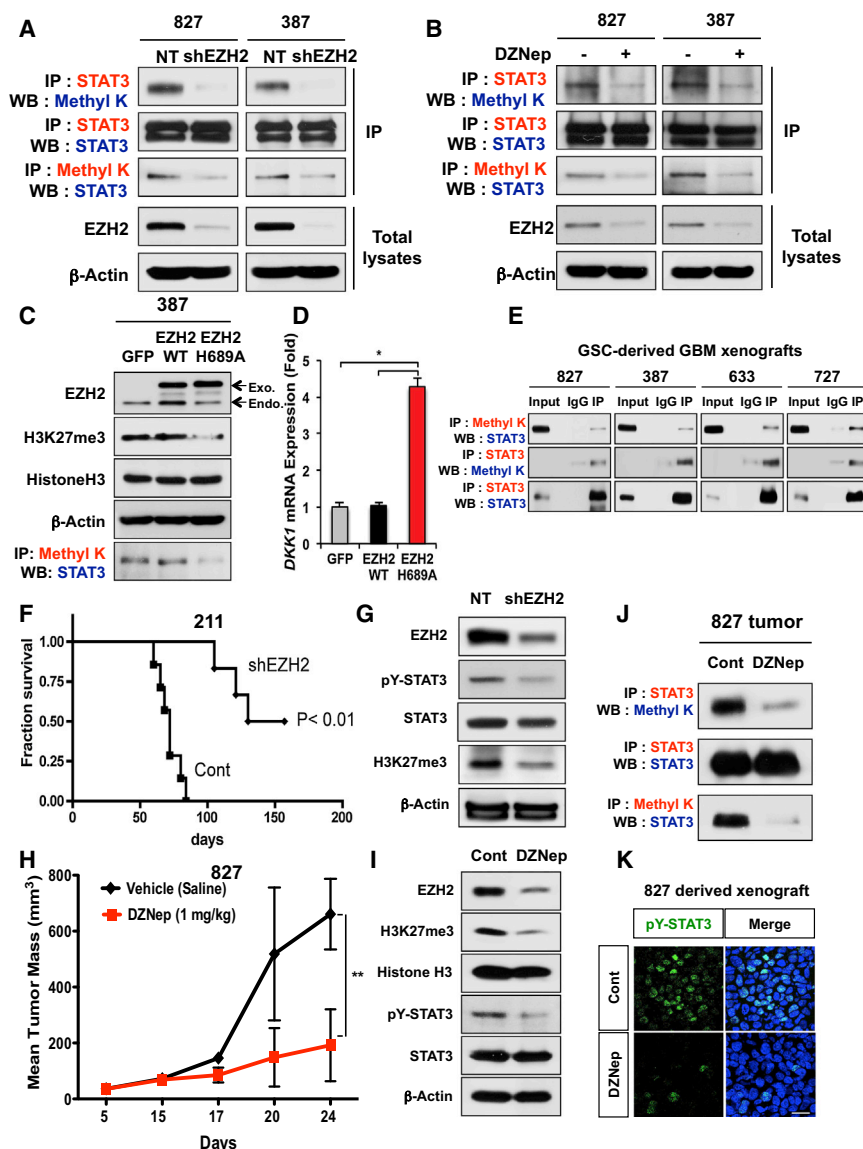 A
827 387
NT shEZH2 NT shEZH2
IP : STAT3
WB : Methyl K
IP : STAT3
WB : STAT3
IP : Methyl K
WB : STAT3
IP
EZH2
β-Actin
Total
lysates
B
827 387
DZNep - + - +
IP : STAT3
WB : Methyl K
IP : STAT3
WB : STAT3
IP : Methyl K
WB : STAT3
IP
EZH2
β-Actin
Total
lysates
C
387
GFP EZH2 WT EZH2 H689A
EZH2
Exo.
Endo.
H3K27me3
HistoneH3
β-Actin
IP: Methyl K
WB: STAT3
D
DKK1 mRNA Expression (Fold)
5
4
3
2
1
0
*
GFP EZH2 WT EZH2 H689A
E
GSC-derived GBM xenografts
827 387 633 727
Input IgG IP Input IgG IP Input IgG IP Input IgG IP
IP : Methyl K
WB : STAT3
IP : STAT3
WB : Methyl K
IP : STAT3
WB : STAT3
F
211
Fraction survival
1.00
0.75
0.50
0.25
0.00
shEZH2
P< 0.01
Cont
0 50 100 150 200
days
G
NT shEZH2
EZH2
pY-STAT3
STAT3
H3K27me3
β-Actin
J
827 tumor
Cont DZNep
IP : STAT3
WB : Methyl K
IP : STAT3
WB : STAT3
IP : Methyl K
WB : STAT3
H
827
Mean Tumor Mass (mm3)
800
600
400
200
0
Vehicle (Saline)
DZNep (1 mg/kg)
**
5 15 17 20 24
Days
I
Cont DZNep
EZH2
H3K27me3
Histone H3
pY-STAT3
STAT3
β-Actin
K
827 derived xenograft
pY-STAT3 Merge
Cont
DZNep